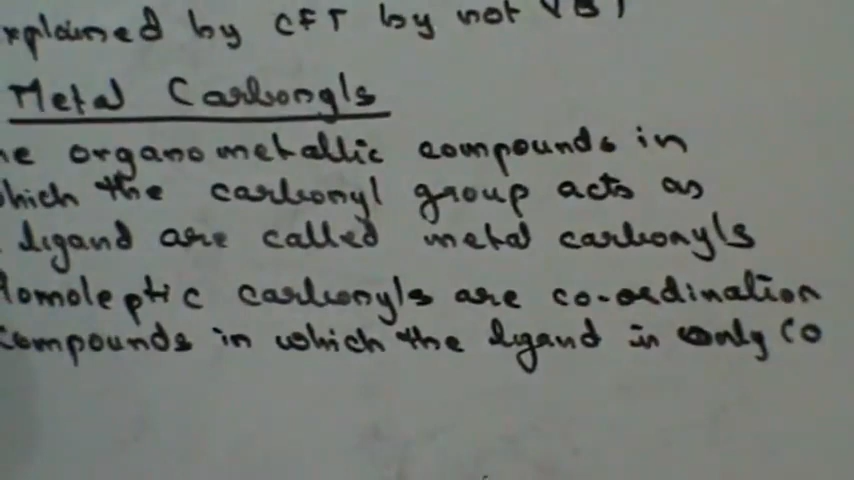 xplained by CFT by not VBT
Metal Carbonyls
he organometallic compounds in
which the carbonyl group acts as
ligand are called metal carbonyls
Homoleptic carbonyls are co-ordination
compounds in which the ligand is only CO